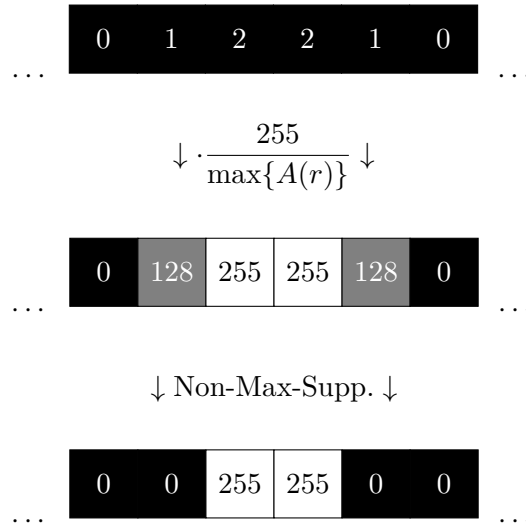 0 1 2 2 1 0
... ...
↓ · 255 / max{A(r)} ↓
0 128 255 255 128 0
... ...
↓ Non-Max-Supp. ↓
0 0 255 255 0 0
... ...